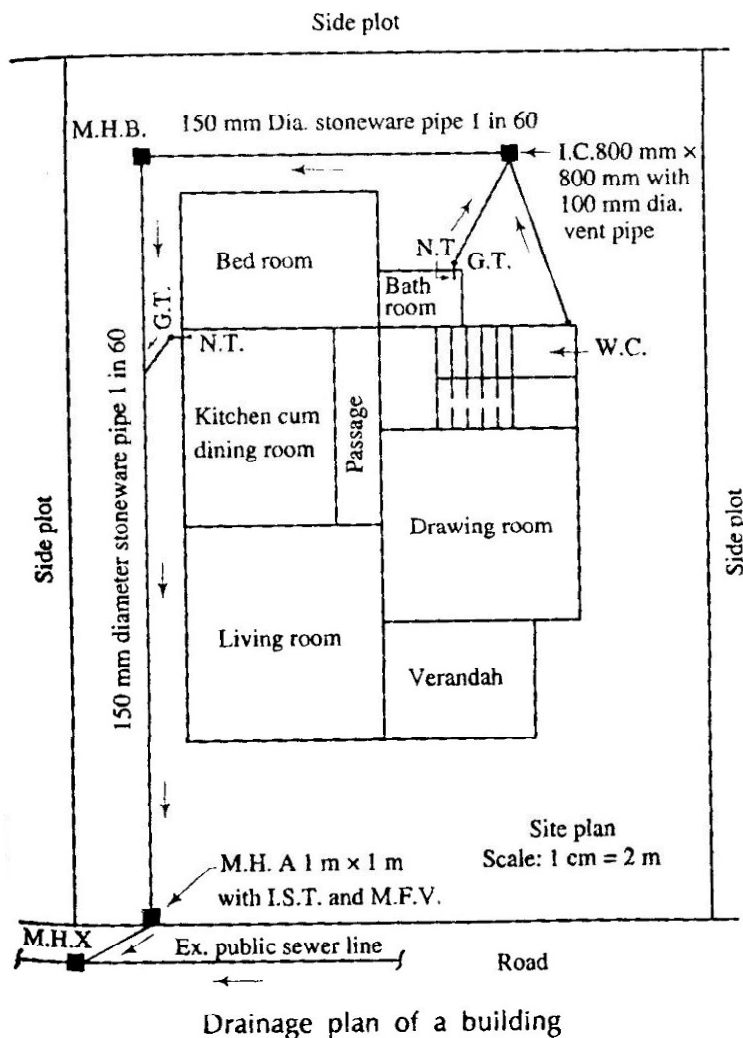 Side plot
M.H.B.
150 mm Dia. stoneware pipe 1 in 60
I.C.800 mm ×
800 mm with
100 mm dia.
vent pipe
Bed room
N.T.
G.T.
Bath
room
G.T.
N.T.
W.C.
Kitchen cum
dining room
Passage
Drawing room
Side plot
150 mm diameter stoneware pipe 1 in 60
Side plot
Living room
Verandah
Site plan
Scale: 1 cm = 2 m
M.H. A 1 m × 1 m
with I.S.T. and M.F.V.
M.H.X
Ex. public sewer line
Road
Drainage plan of a building